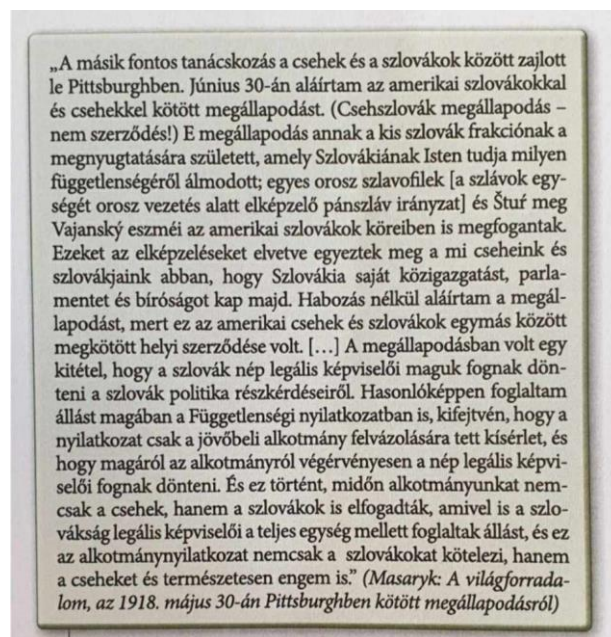 „A másik fontos tanácskozás a csehek és a szlovákok között zajlott
le Pittsburghben. Június 30-án aláírtam az amerikai szlovákokkal
és csehekkel kötött megállapodást. (Csehszlovák megállapodás –
nem szerződés!) E megállapodás annak a kis szlovák frakciónak a
megnyugtatására született, amely Szlovákiának Isten tudja milyen
függetlenségéről álmodott; egyes orosz szlavofilek [a szlávok egy-
ségét orosz vezetés alatt elképzelő pánszláv irányzat] és Štuŕ meg
Vajanský eszméi az amerikai szlovákok köreiben is megfogantak.
Ezeket az elképzeléseket elvetve egyeztek meg a mi cseheink és
szlovákjaink abban, hogy Szlovákia saját közigazgatást, parla-
mentet és bíróságot kap majd. Habozás nélkül aláírtam a megál-
lapodást, mert ez az amerikai csehek és szlovákok egymás között
megkötött helyi szerződése volt. […] A megállapodásban volt egy
kitétel, hogy a szlovák nép legális képviselői maguk fognak dön-
teni a szlovák politika részkérdéseiről. Hasonlóképpen foglaltam
állást magában a Függetlenségi nyilatkozatban is, kifejtvén, hogy a
nyilatkozat csak a jövőbeli alkotmány felvázolására tett kísérlet, és
hogy magáról az alkotmányról végérvényesen a nép legális képvi-
selői fognak dönteni. És ez történt, midőn alkotmányunkat nem-
csak a csehek, hanem a szlovákok is elfogadták, amivel is a szlo-
vákság legális képviselői a teljes egység mellett foglaltak állást, és ez
az alkotmánynyilatkozat nemcsak a szlovákokat kötelezi, hanem
a cseheket és természetesen engem is.” (Masaryk: A világforrada-
lom, az 1918. május 30-án Pittsburghben kötött megállapodásról)